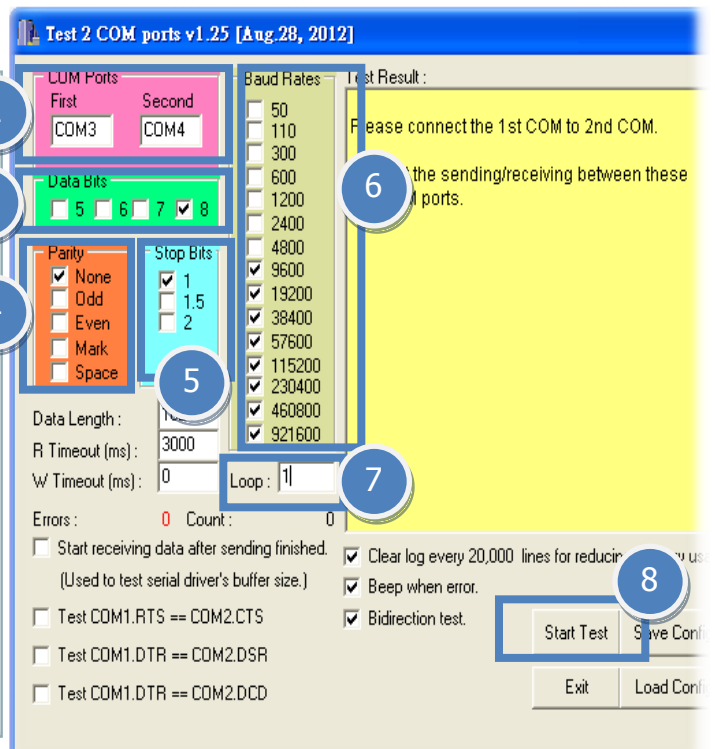 Test 2 COM ports v1.25 [Aug.28, 2012]
COM Ports
First Second
COM3 COM4
Data Bits
5 6 7 8
Parity
None
Odd
Even
Mark
Space
Stop Bits
1
1.5
2
5
Baud Rates
50
110
300
600
1200
2400
4800
9600
19200
38400
57600
115200
230400
460800
921600
6
Test Result :
Please connect the 1st COM to 2nd COM.
the sending/receiving between these
ports.
Data Length :
R Timeout (ms) : 3000
W Timeout (ms) : 0
Loop : 1
7
Errors : 0 Count : 0
Start receiving data after sending finished.
(Used to test serial driver's buffer size.)
Test COM1.RTS == COM2.CTS
Test COM1.DTR == COM2.DSR
Test COM1.DTR == COM2.DCD
Clear log every 20,000 lines for
Beep when error.
Bidirection test.
8
Start Test Save
Exit Load